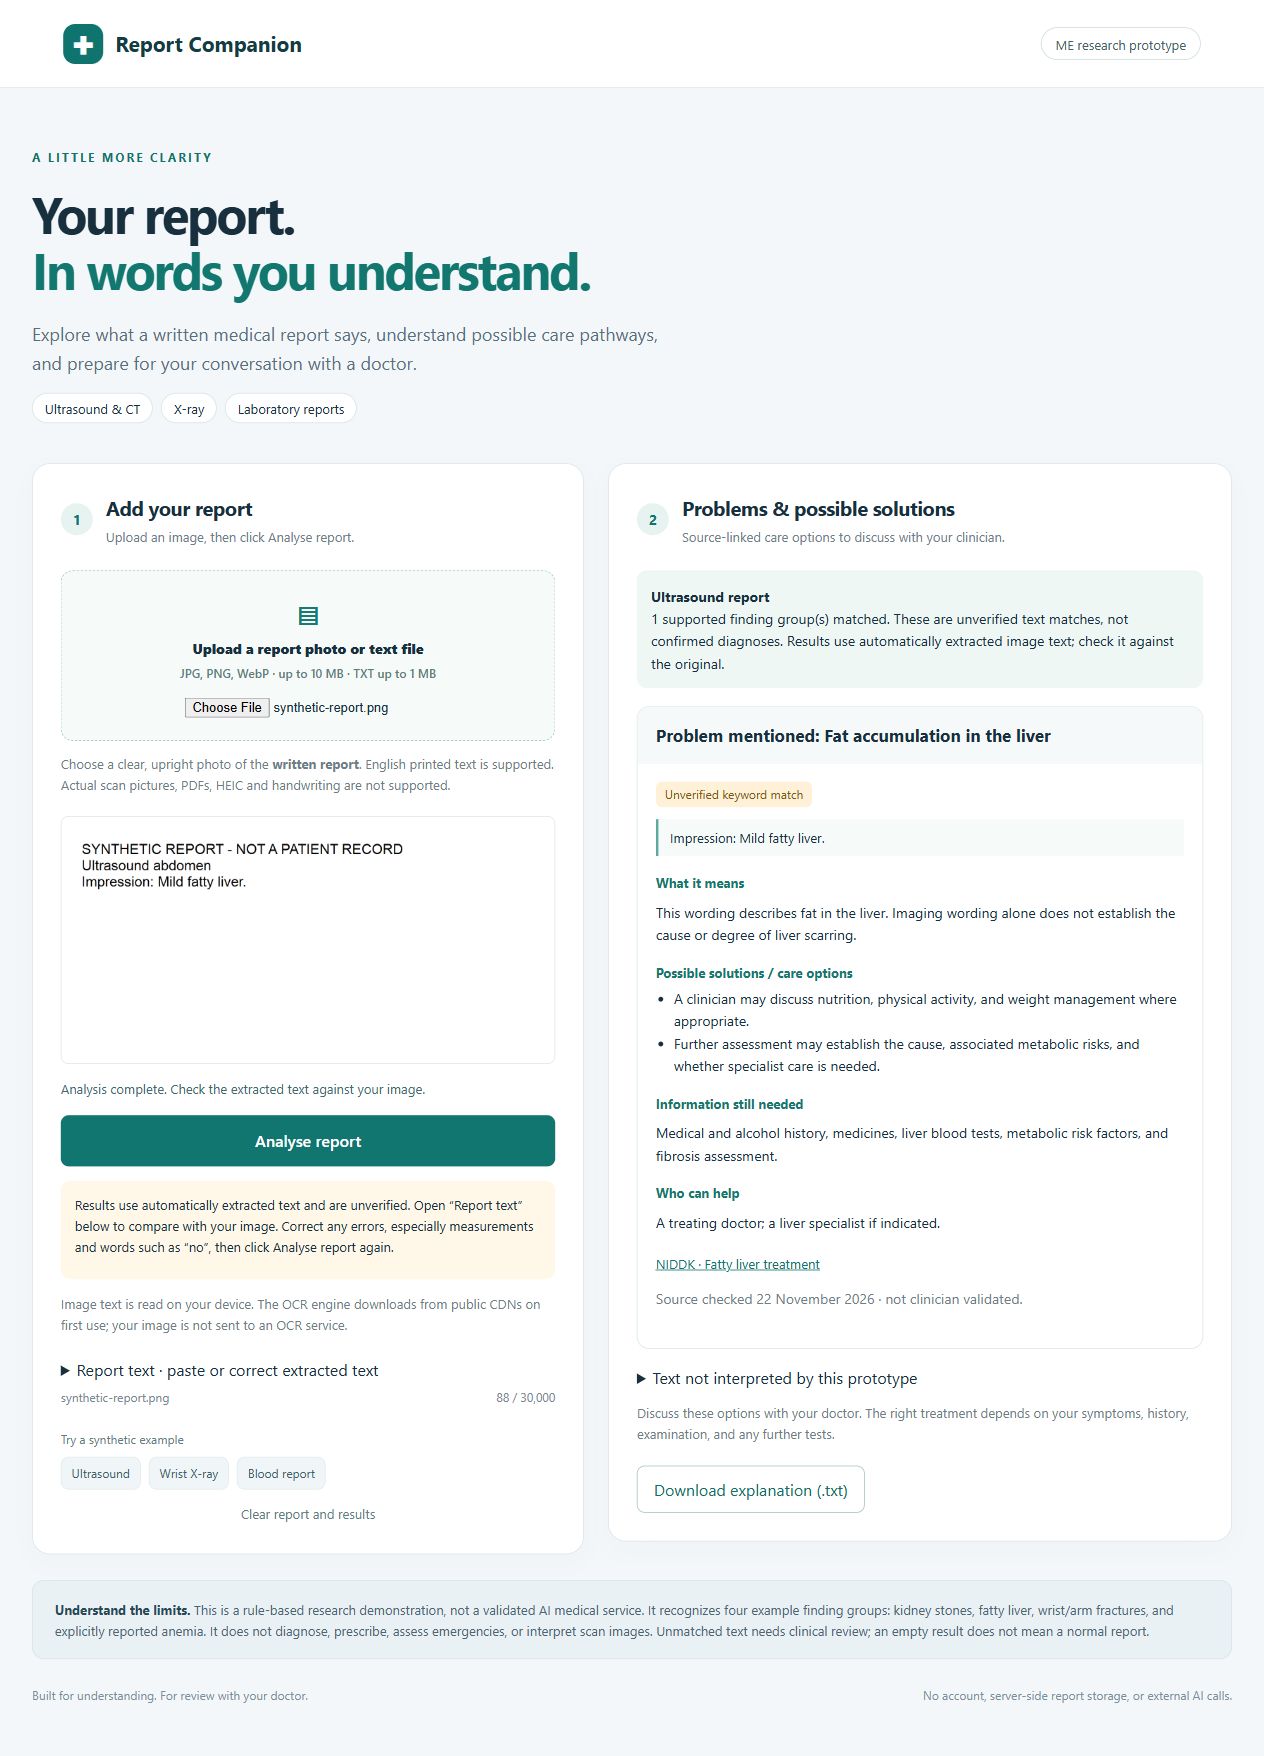 Report Companion
ME research prototype
A LITTLE MORE CLARITY
Your report.
In words you understand.
Explore what a written medical report says, understand possible care pathways,
and prepare for your conversation with a doctor.
Ultrasound & CT
X-ray
Laboratory reports
1
Add your report
Upload an image, then click Analyse report.
Upload a report photo or text file
JPG, PNG, WebP · up to 10 MB · TXT up to 1 MB
Choose File synthetic-report.png
Choose a clear, upright photo of the written report. English printed text is supported.
Actual scan pictures, PDFs, HEIC and handwriting are not supported.
SYNTHETIC REPORT - NOT A PATIENT RECORD
Ultrasound abdomen
Impression: Mild fatty liver.
Analysis complete. Check the extracted text against your image.
Analyse report
Results use automatically extracted text and are unverified. Open “Report text”
below to compare with your image. Correct any errors, especially measurements
and words such as “no”, then click Analyse report again.
Image text is read on your device. The OCR engine downloads from public CDNs on
first use; your image is not sent to an OCR service.
Report text · paste or correct extracted text
synthetic-report.png
88 / 30,000
Try a synthetic example
Ultrasound
Wrist X-ray
Blood report
Clear report and results
2
Problems & possible solutions
Source-linked care options to discuss with your clinician.
Ultrasound report
1 supported finding group(s) matched. These are unverified text matches, not
confirmed diagnoses. Results use automatically extracted image text; check it against
the original.
Problem mentioned: Fat accumulation in the liver
Unverified keyword match
Impression: Mild fatty liver.
What it means
This wording describes fat in the liver. Imaging wording alone does not establish the
cause or degree of liver scarring.
Possible solutions / care options
• A clinician may discuss nutrition, physical activity, and weight management where
appropriate.
• Further assessment may establish the cause, associated metabolic risks, and
whether specialist care is needed.
Information still needed
Medical and alcohol history, medicines, liver blood tests, metabolic risk factors, and
fibrosis assessment.
Who can help
A treating doctor; a liver specialist if indicated.
NIDDK · Fatty liver treatment
Source checked 22 November 2026 · not clinician validated.
Text not interpreted by this prototype
Discuss these options with your doctor. The right treatment depends on your symptoms, history,
examination, and any further tests.
Download explanation (.txt)
Understand the limits. This is a rule-based research demonstration, not a validated AI medical service. It recognizes four example finding groups: kidney stones, fatty liver, wrist/arm fractures, and
explicitly reported anemia. It does not diagnose, prescribe, assess emergencies, or interpret scan images. Unmatched text needs clinical review; an empty result does not mean a normal report.
Built for understanding. For review with your doctor.
No account, server-side report storage, or external AI calls.